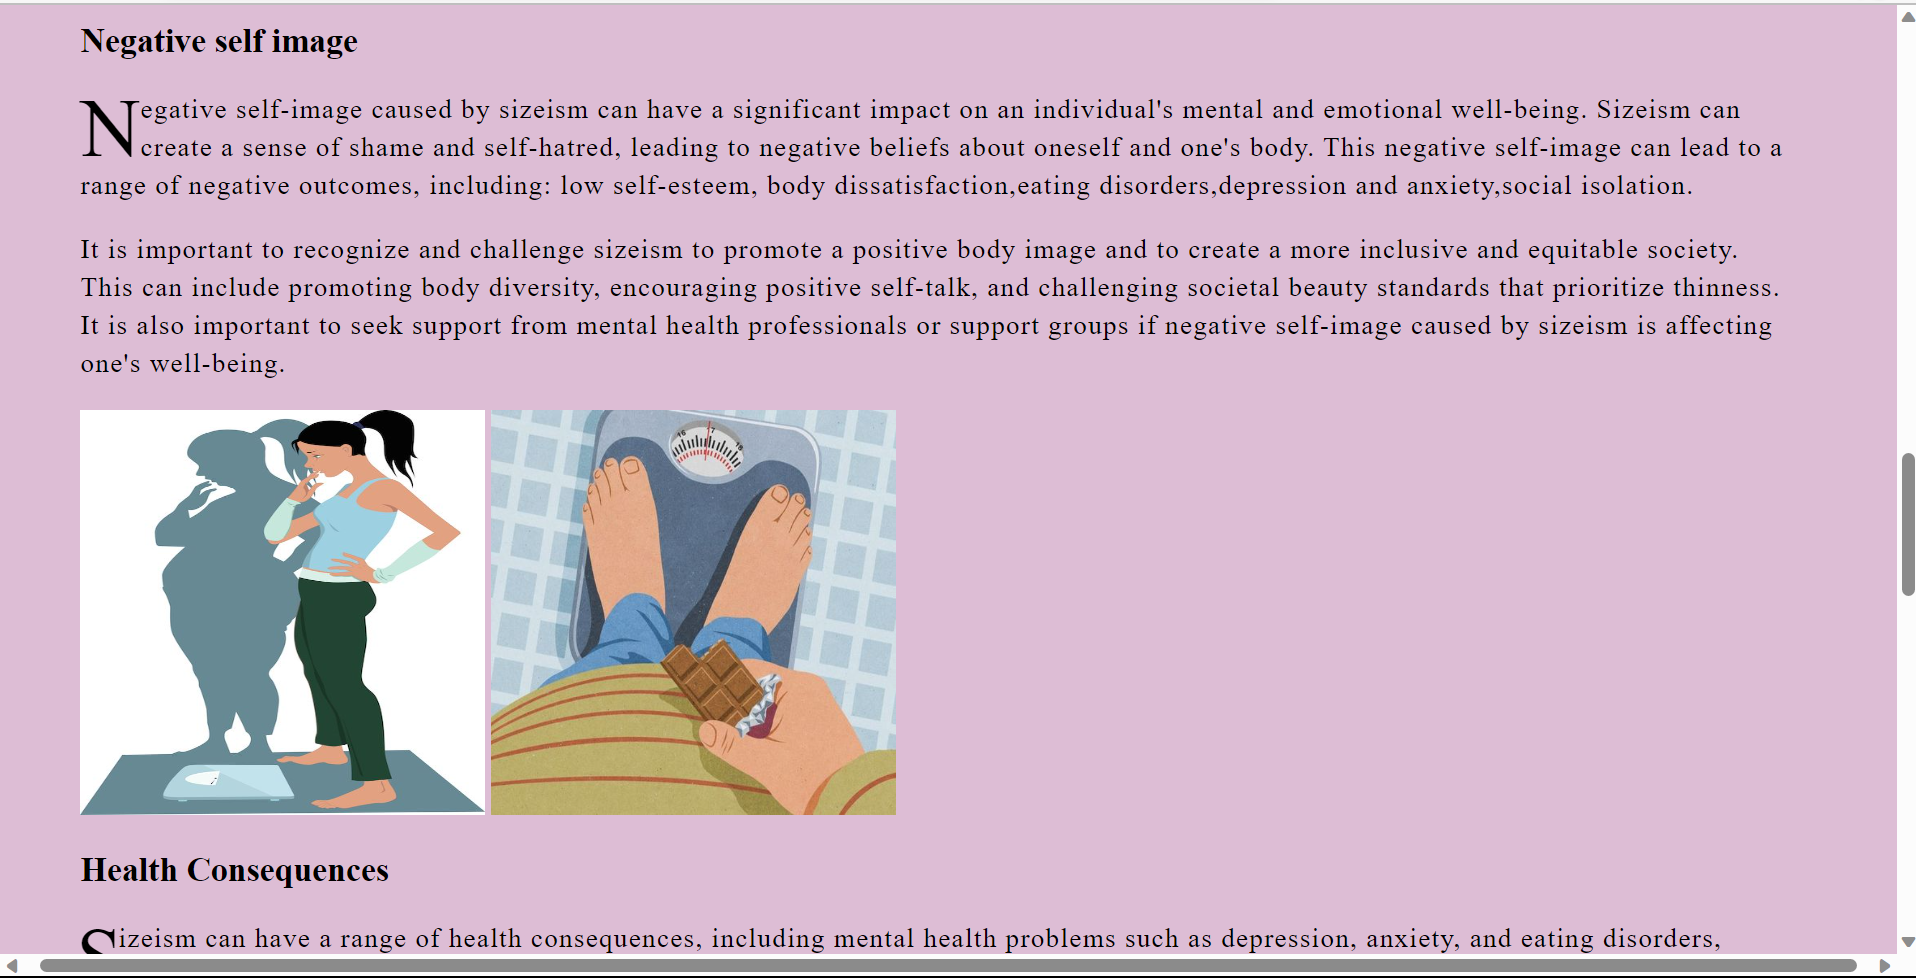 Negative self image
Negative self-image caused by sizeism can have a significant impact on an individual's mental and emotional well-being. Sizeism can
create a sense of shame and self-hatred, leading to negative beliefs about oneself and one's body. This negative self-image can lead to a
range of negative outcomes, including: low self-esteem, body dissatisfaction,eating disorders,depression and anxiety,social isolation.
It is important to recognize and challenge sizeism to promote a positive body image and to create a more inclusive and equitable society.
This can include promoting body diversity, encouraging positive self-talk, and challenging societal beauty standards that prioritize thinness.
It is also important to seek support from mental health professionals or support groups if negative self-image caused by sizeism is affecting
one's well-being.
16 17 18
Health Consequences
Sizeism can have a range of health consequences, including mental health problems such as depression, anxiety, and eating disorders,